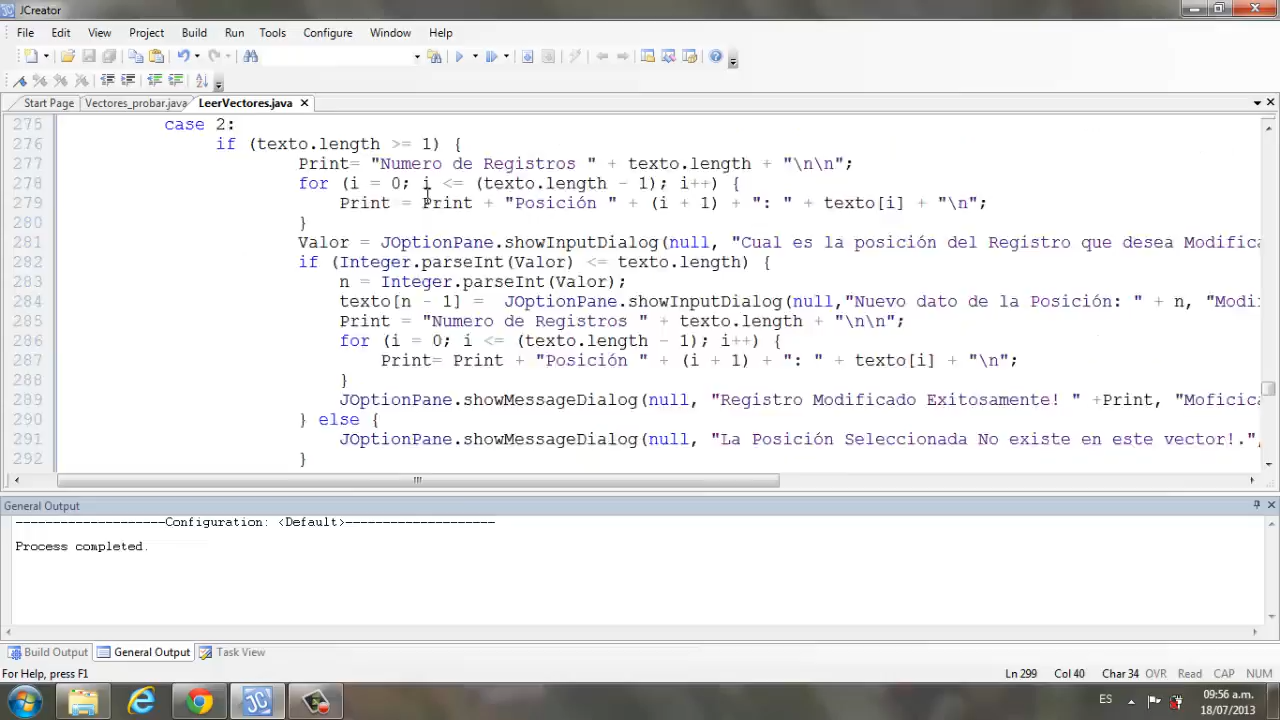 JCreator
File Edit View Project Build Run Tools Configure Window Help
Start Page Vectores_probar.java LeerVectores.java
275 case 2:
276 if (texto.length >= 1) {
277 Print= "Numero de Registros " + texto.length + "\n\n";
278 for (i = 0; i <= (texto.length - 1); i++) {
279 Print = Print + "Posición " + (i + 1) + ": " + texto[i] + "\n";
280 }
281 Valor = JOptionPane.showInputDialog(null, "Cual es la posición del Registro que desea Modifica
282 if (Integer.parseInt(Valor) <= texto.length) {
283 n = Integer.parseInt(Valor);
284 texto[n - 1] = JOptionPane.showInputDialog(null,"Nuevo dato de la Posición: " + n, "Modi
285 Print = "Numero de Registros " + texto.length + "\n\n";
286 for (i = 0; i <= (texto.length - 1); i++) {
287 Print= Print + "Posición " + (i + 1) + ": " + texto[i] + "\n";
288 }
289 JOptionPane.showMessageDialog(null, "Registro Modificado Exitosamente! " +Print, "Moficica
290 } else {
291 JOptionPane.showMessageDialog(null, "La Posición Seleccionada No existe en este vector!.",
292 }
General Output
--------------------Configuration: <Default>--------------------
Process completed.
Build Output General Output Task View
For Help, press F1 Ln 299 Col 40 Char 34 OVR Read CAP NUM
ES 09:56 a.m.
18/07/2013